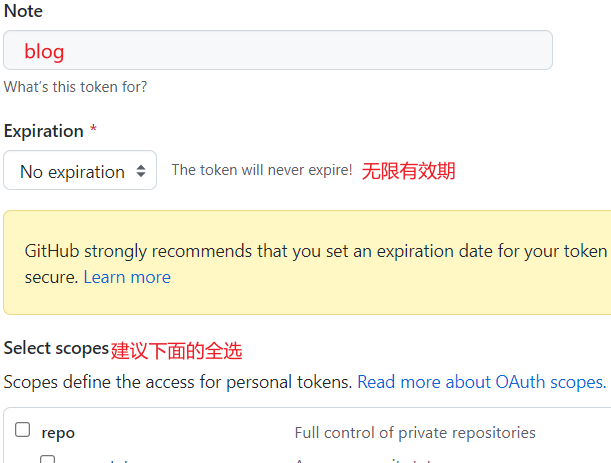 Note
blog
What's this token for?
Expiration *
No expiration The token will never expire! 无限有效期
GitHub strongly recommends that you set an expiration date for your token
secure. Learn more
Select scopes 建议下面的全选
Scopes define the access for personal tokens. Read more about OAuth scopes.
repo Full control of private repositories